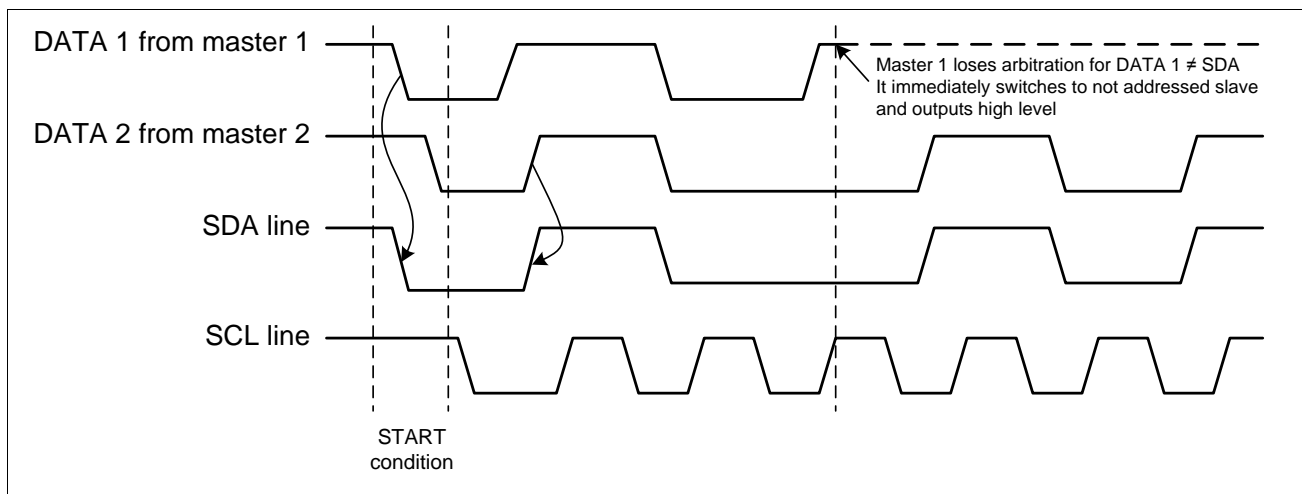 DATA 1 from master 1
Master 1 loses arbitration for DATA 1 ≠ SDA
It immediately switches to not addressed slave
and outputs high level
DATA 2 from master 2
SDA line
SCL line
START
condition